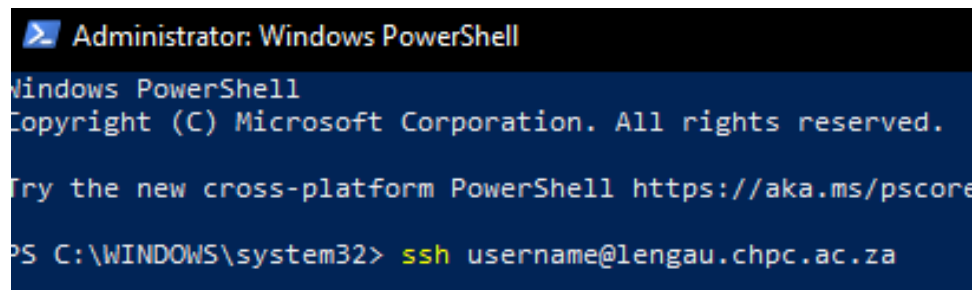 Administrator: Windows PowerShell
Windows PowerShell
Copyright (C) Microsoft Corporation. All rights reserved.
Try the new cross-platform PowerShell https://aka.ms/pscore
PS C:\WINDOWS\system32> ssh username@lengau.chpc.ac.za